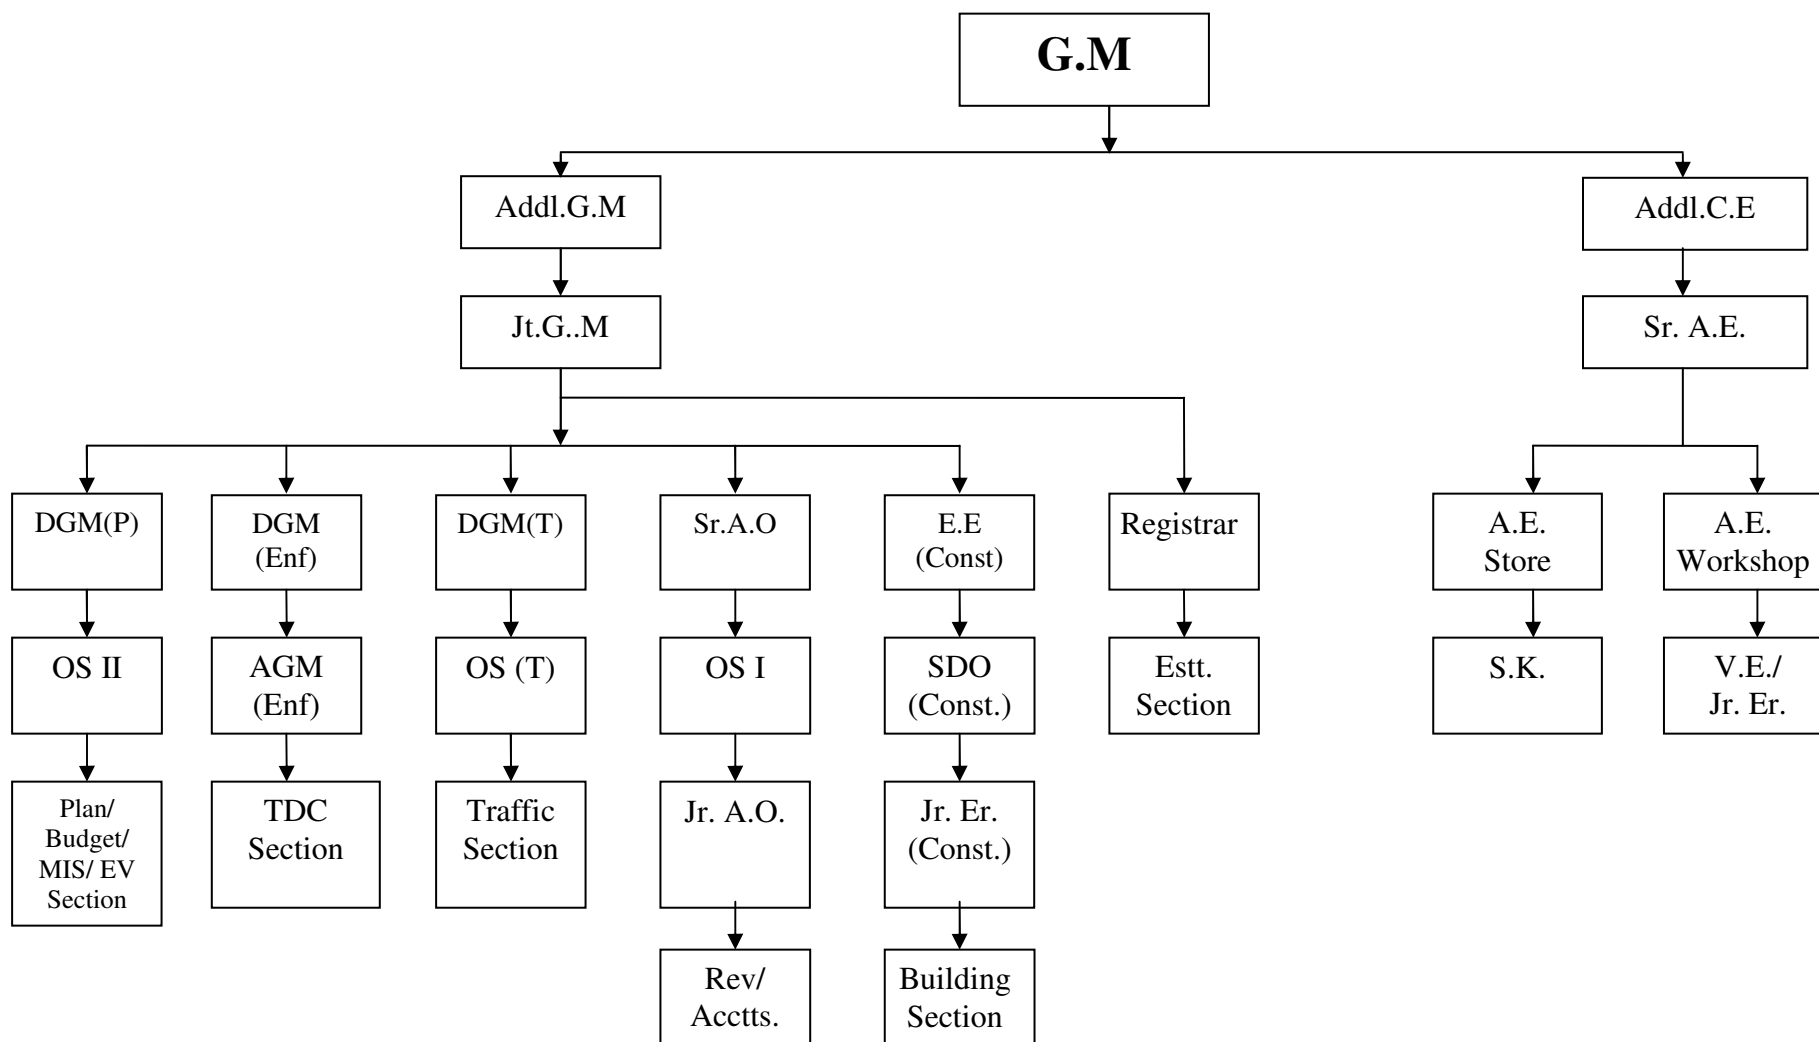 G.M
Addl.G.M
Addl.C.E
Jt.G..M
Sr. A.E.
DGM(P)
DGM
(Enf)
DGM(T)
Sr.A.O
E.E
(Const)
Registrar
A.E.
Store
A.E.
Workshop
OS II
AGM
(Enf)
OS (T)
OS I
SDO
(Const.)
Estt.
Section
S.K.
V.E./
Jr. Er.
Plan/
Budget/
MIS/ EV
Section
TDC
Section
Traffic
Section
Jr. A.O.
Jr. Er.
(Const.)
Rev/
Acctts.
Building
Section